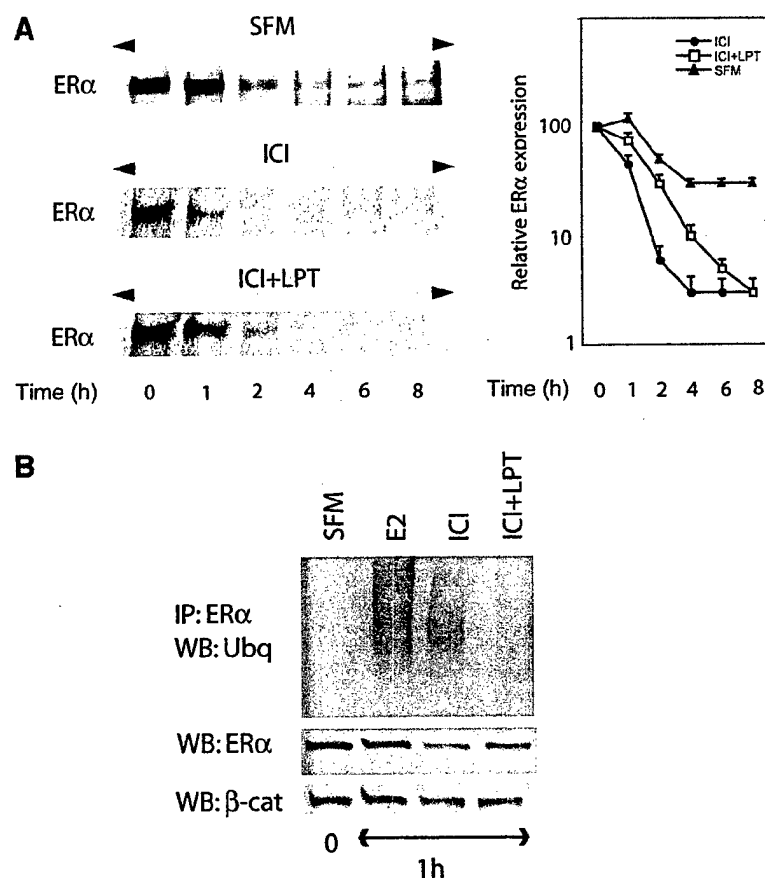 A
SFM
ERα
ICI
ERα
ICI+LPT
ERα
Time (h) 0 1 2 4 6 8
ICI
ICI+LPT
SFM
Relative ERα expression
100
10
1
Time (h) 0 1 2 4 6 8
B
SFM
E2
ICI
ICI+LPT
IP: ERα
WB: Ubq
WB: ERα
WB: β-cat
0
1h